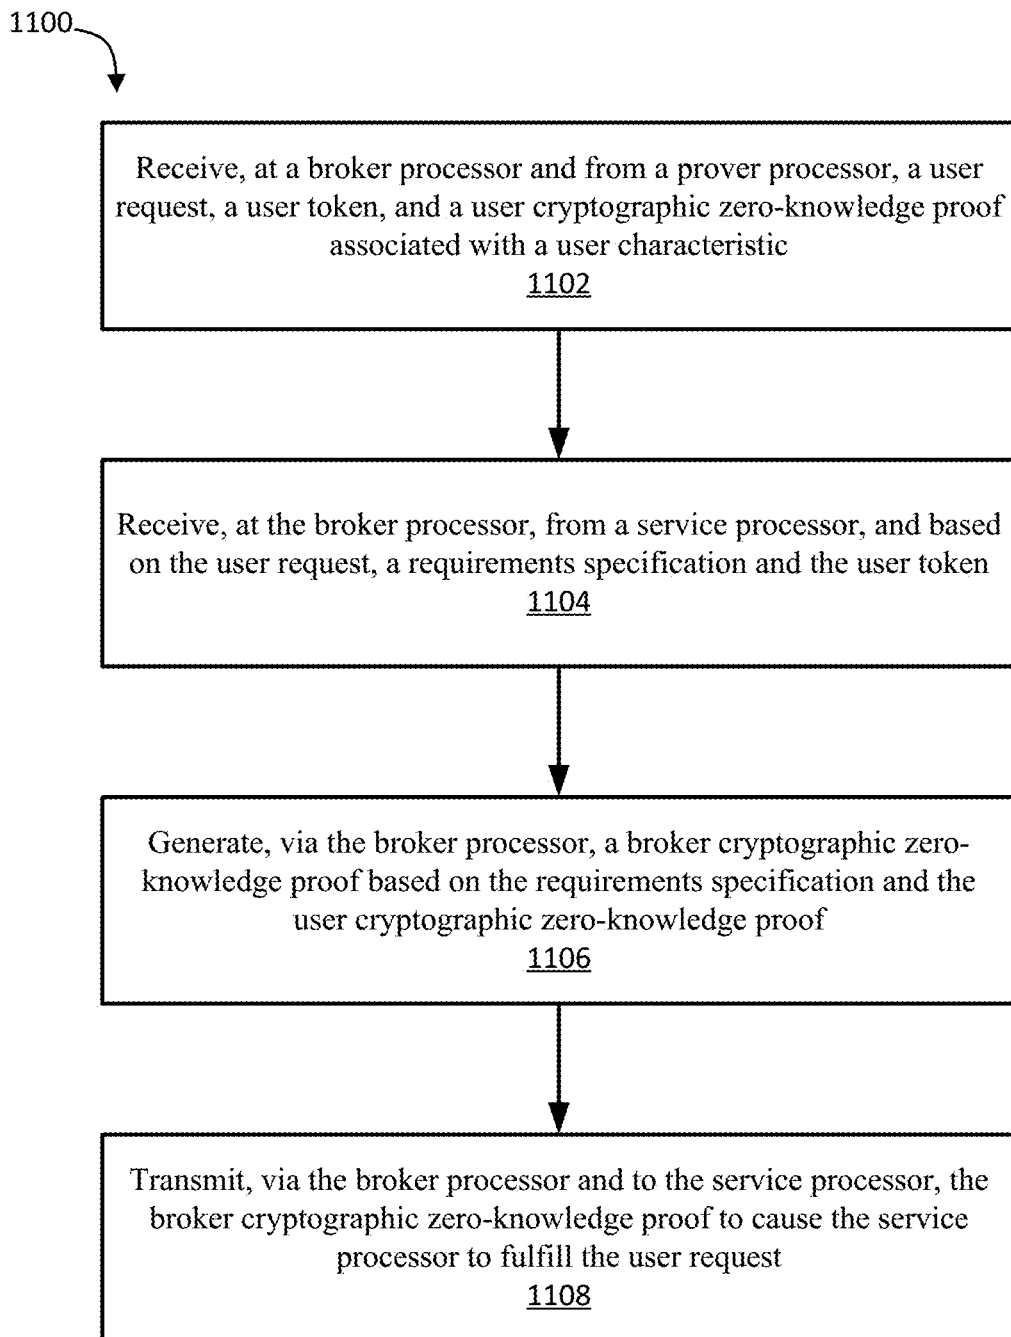 1100
Receive, at a broker processor and from a prover processor, a user
request, a user token, and a user cryptographic zero-knowledge proof
associated with a user characteristic
1102
Receive, at the broker processor, from a service processor, and based
on the user request, a requirements specification and the user token
1104
Generate, via the broker processor, a broker cryptographic zero-
knowledge proof based on the requirements specification and the
user cryptographic zero-knowledge proof
1106
Transmit, via the broker processor and to the service processor, the
broker cryptographic zero-knowledge proof to cause the service
processor to fulfill the user request
1108